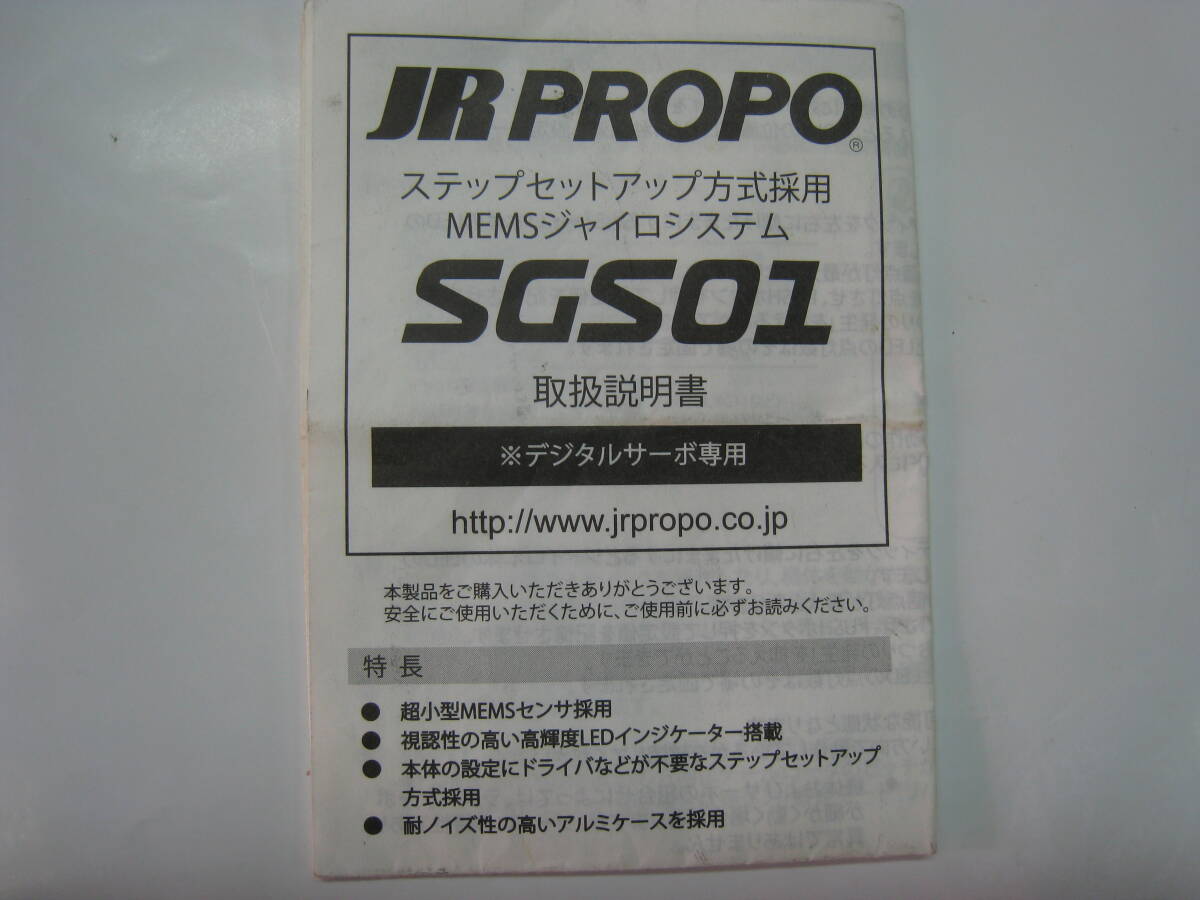 JR PROPO®
ステップセットアップ方式採用
MEMSジャイロシステム
SGS01
取扱説明書
※デジタルサーボ専用
http://www.jrpropo.co.jp
本製品をご購入いただきありがとうございます。
安全にご使用いただくために、ご使用前に必ずお読みください。
特 長
● 超小型MEMSセンサ採用
● 視認性の高い高輝度LEDインジケーター搭載
● 本体の設定にドライバなどが不要なステップセットアップ
方式採用
● 耐ノイズ性の高いアルミケースを採用